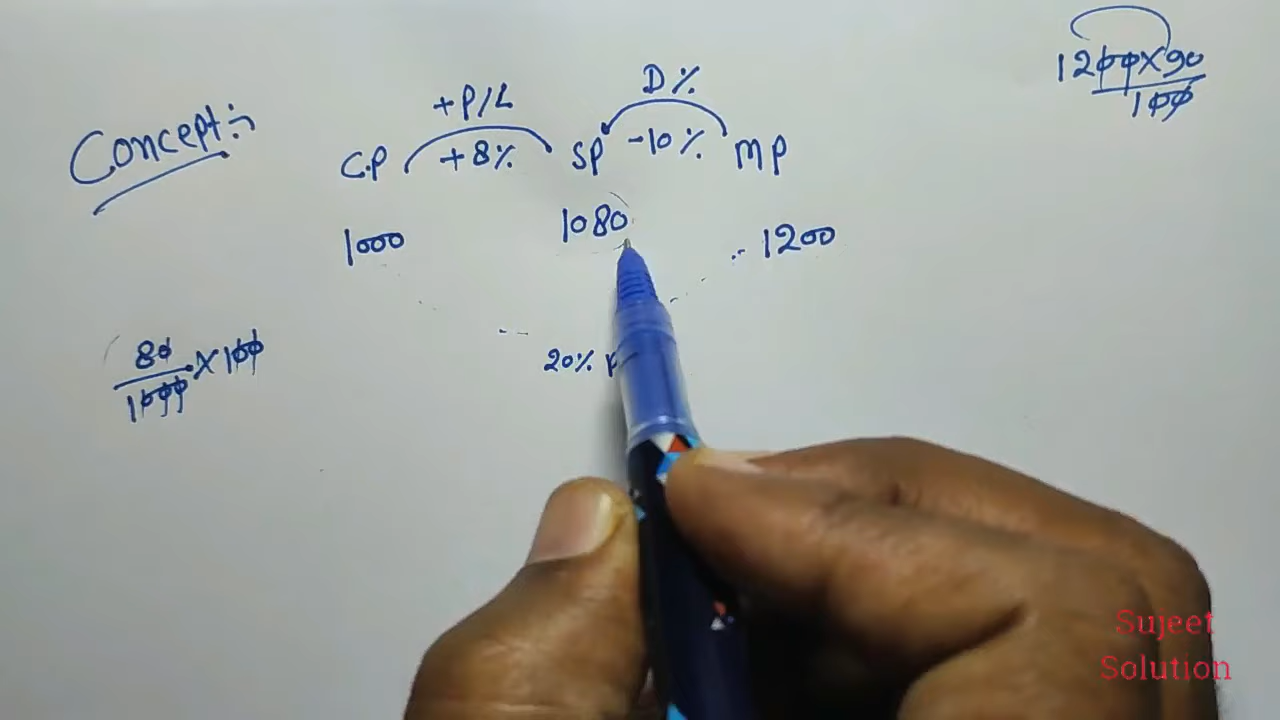 Concept:-
+P/L
D%
C.P +8% SP -10% MP
1000 1080 1200
20%
80/1000 × 100
1200×90
100
Sujeet
Solution